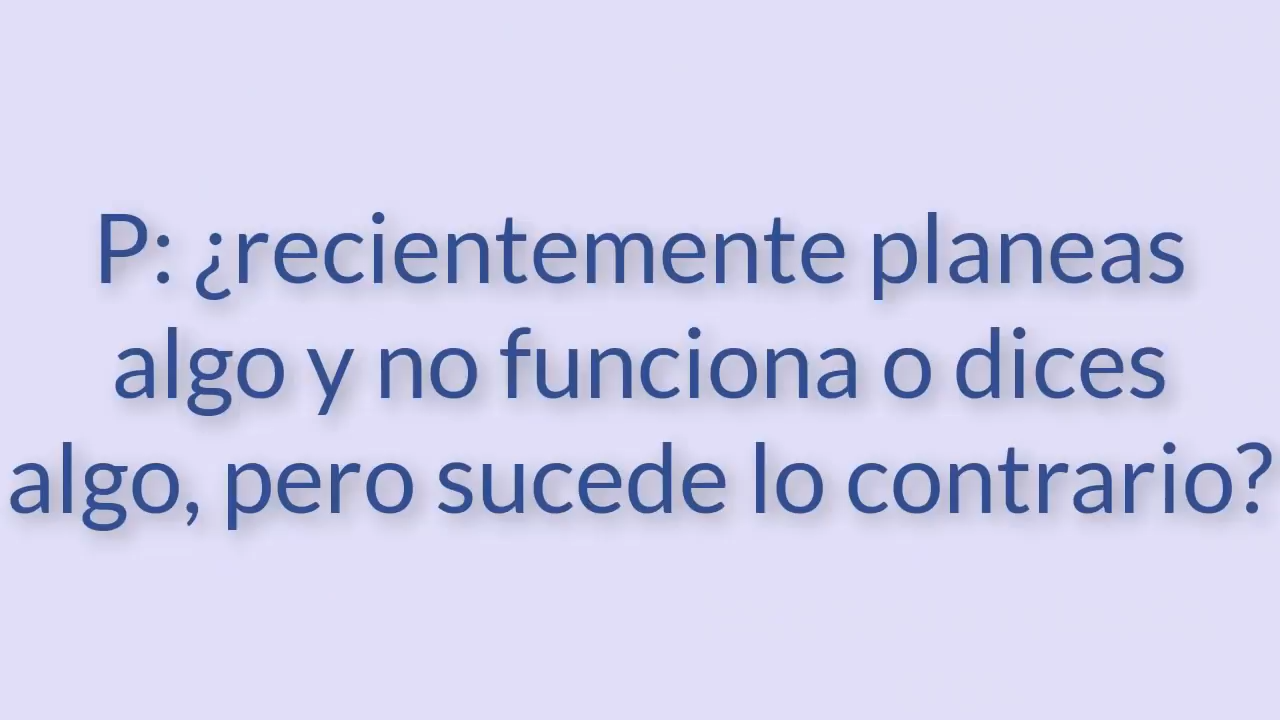 P: ¿recientemente planeas
algo y no funciona o dices
algo, pero sucede lo contrario?